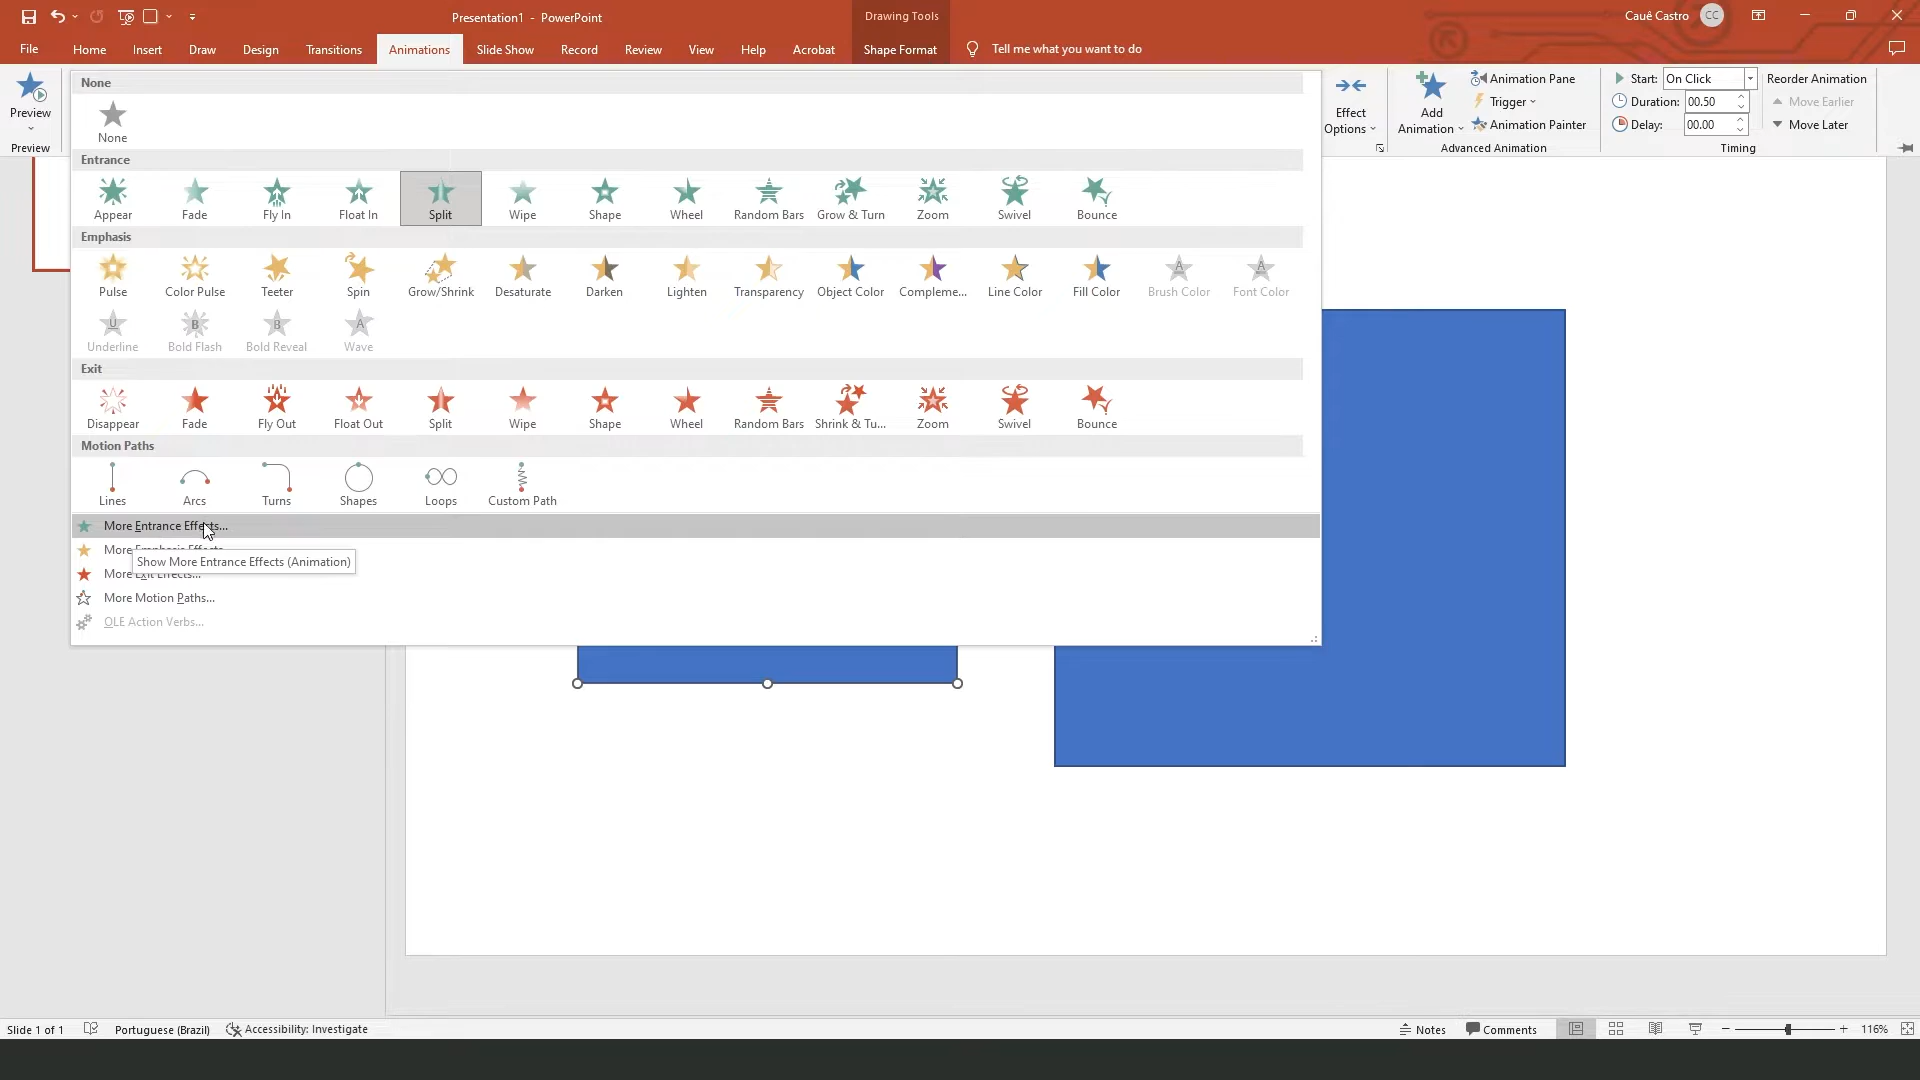 Presentation1 - PowerPoint
Drawing Tools
Cauê Castro
CC
File
Home
Insert
Draw
Design
Transitions
Animations
Slide Show
Record
Review
View
Help
Acrobat
Shape Format
Tell me what you want to do
Preview
Preview
Effect
Options
Add
Animation
Animation Pane
Trigger
Animation Painter
Advanced Animation
Start: On Click
Duration: 00.50
Delay: 00.00
Timing
Reorder Animation
Move Earlier
Move Later
None
None
Entrance
Appear Fade Fly In Float In Split Wipe Shape Wheel Random Bars Grow & Turn Zoom Swivel Bounce
Emphasis
Pulse Color Pulse Teeter Spin Grow/Shrink Desaturate Darken Lighten Transparency Object Color Compleme... Line Color Fill Color Brush Color Font Color
Underline Bold Flash Bold Reveal Wave
Exit
Disappear Fade Fly Out Float Out Split Wipe Shape Wheel Random Bars Shrink & Tu... Zoom Swivel Bounce
Motion Paths
Lines Arcs Turns Shapes Loops Custom Path
More Entrance Effects...
More Emphasis Effects...
Show More Entrance Effects (Animation)
More Exit Effects...
More Motion Paths...
OLE Action Verbs...
Slide 1 of 1
Portuguese (Brazil)
Accessibility: Investigate
Notes
Comments
116%